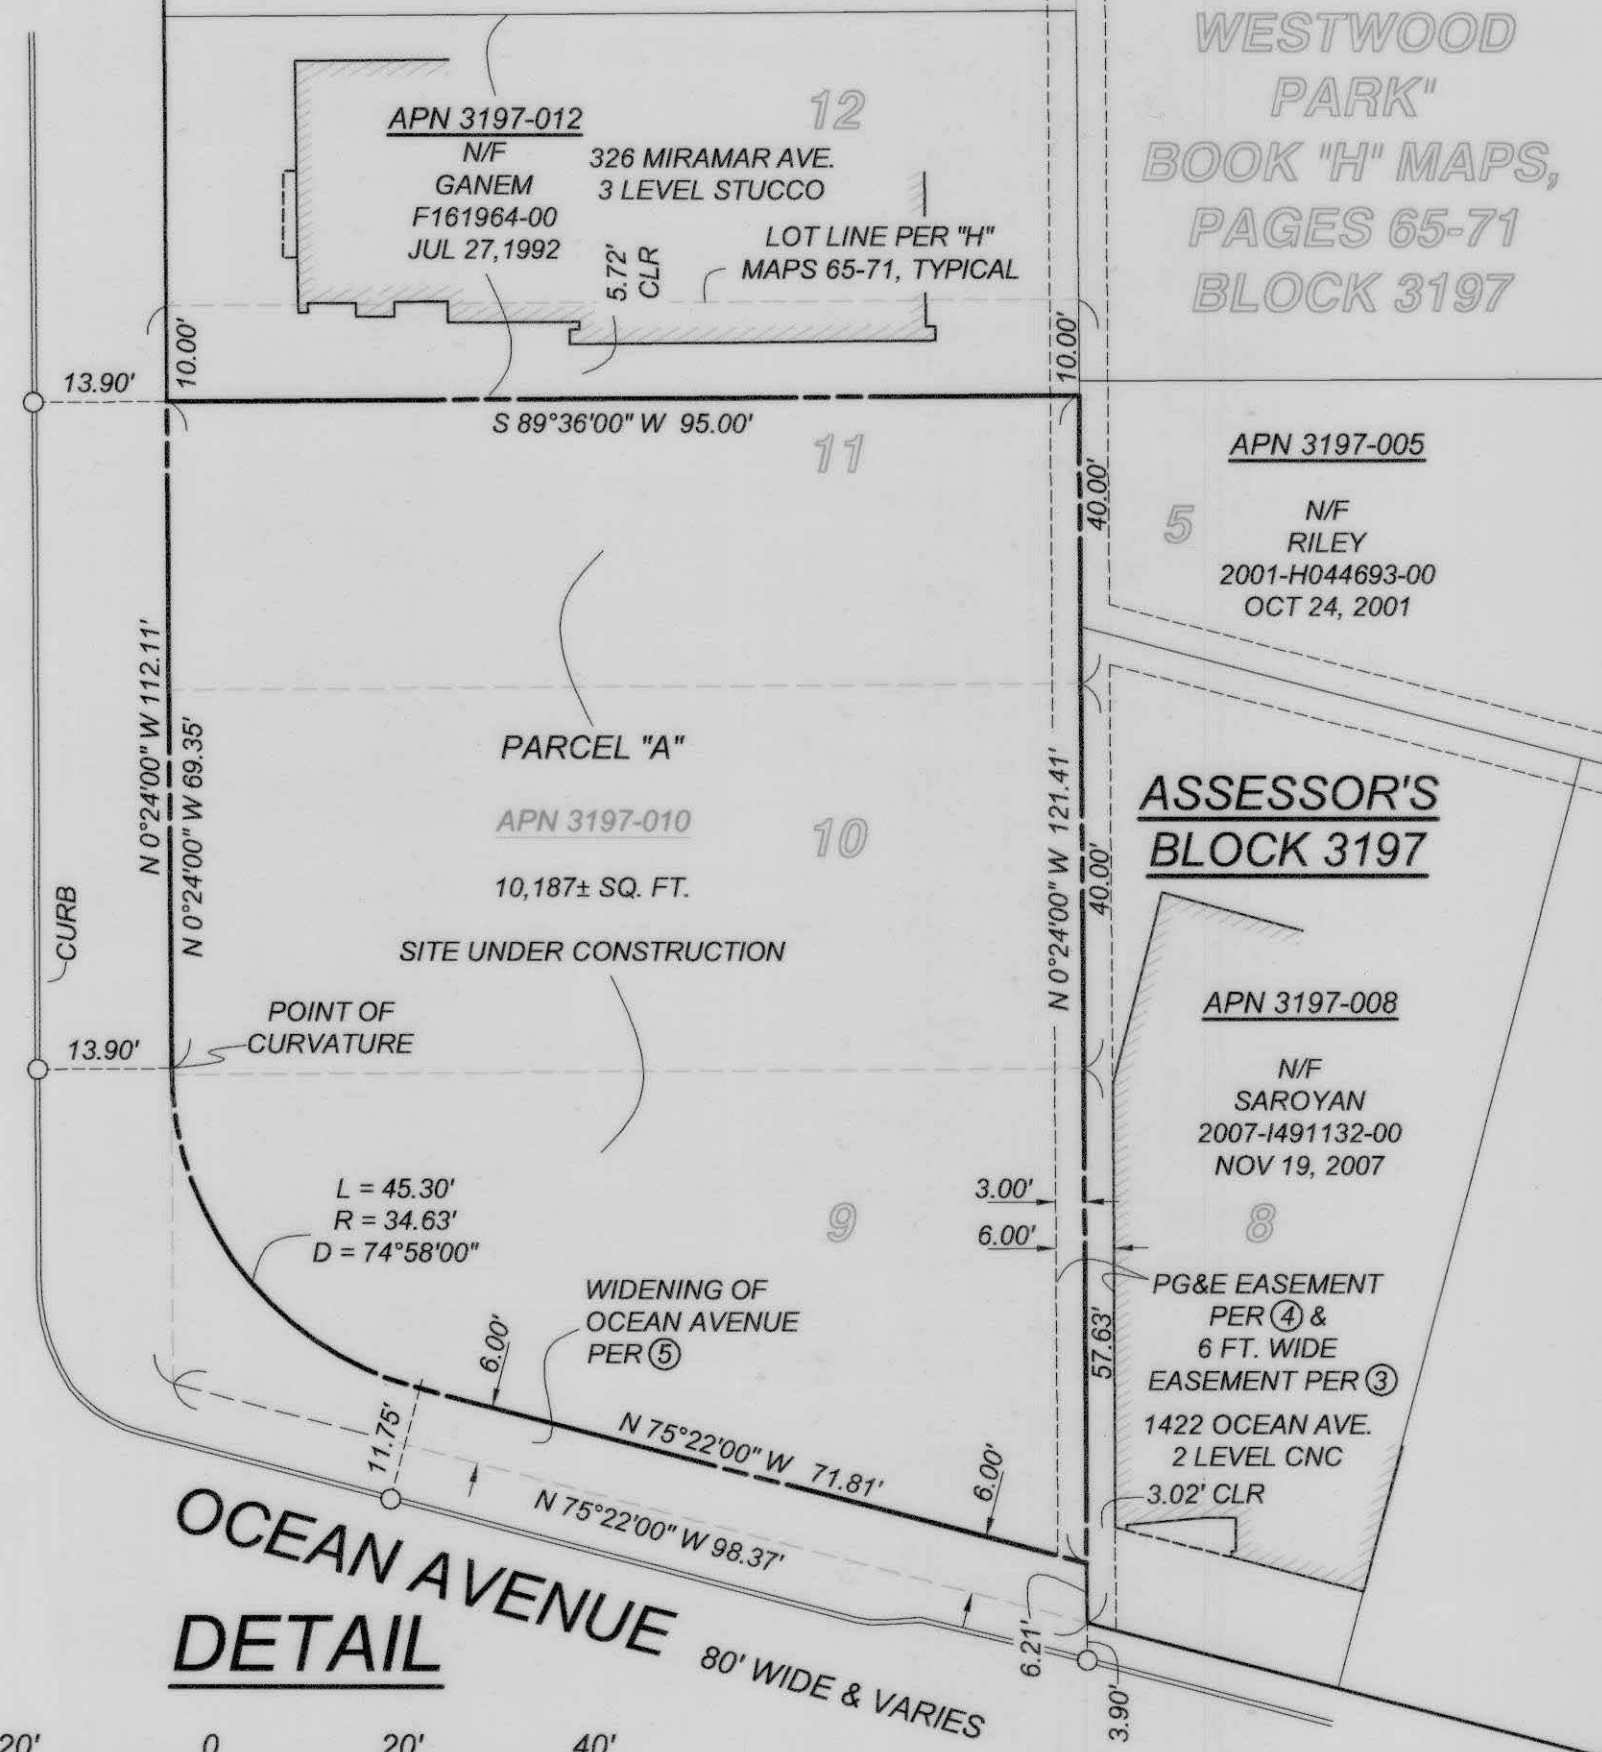 WESTWOOD
PARK"
BOOK "H" MAPS,
PAGES 65-71
BLOCK 3197
12
APN 3197-012
N/F
GANEM
F161964-00
JUL 27,1992
326 MIRAMAR AVE.
3 LEVEL STUCCO
5.72'
CLR
LOT LINE PER "H"
MAPS 65-71, TYPICAL
10.00'
10.00'
13.90'
S 89°36'00" W 95.00'
11
40.00'
APN 3197-005
5
N/F
RILEY
2001-H044693-00
OCT 24, 2001
N 0°24'00" W 112.11'
N 0°24'00" W 69.35'
PARCEL "A"
APN 3197-010
10
10,187± SQ. FT.
SITE UNDER CONSTRUCTION
N 0°24'00" W 121.41'
40.00'
ASSESSOR'S
BLOCK 3197
CURB
POINT OF
CURVATURE
13.90'
APN 3197-008
N/F
SAROYAN
2007-I491132-00
NOV 19, 2007
L = 45.30'
R = 34.63'
D = 74°58'00"
9
3.00'
6.00'
8
WIDENING OF
OCEAN AVENUE
PER 5
6.00'
57.63'
PG&E EASEMENT
PER 4 &
6 FT. WIDE
EASEMENT PER 3
1422 OCEAN AVE.
2 LEVEL CNC
3.02' CLR
11.75'
N 75°22'00" W 71.81'
6.00'
N 75°22'00" W 98.37'
OCEAN AVENUE
80' WIDE & VARIES
6.21'
3.90'
DETAIL
20'
0
20'
40'